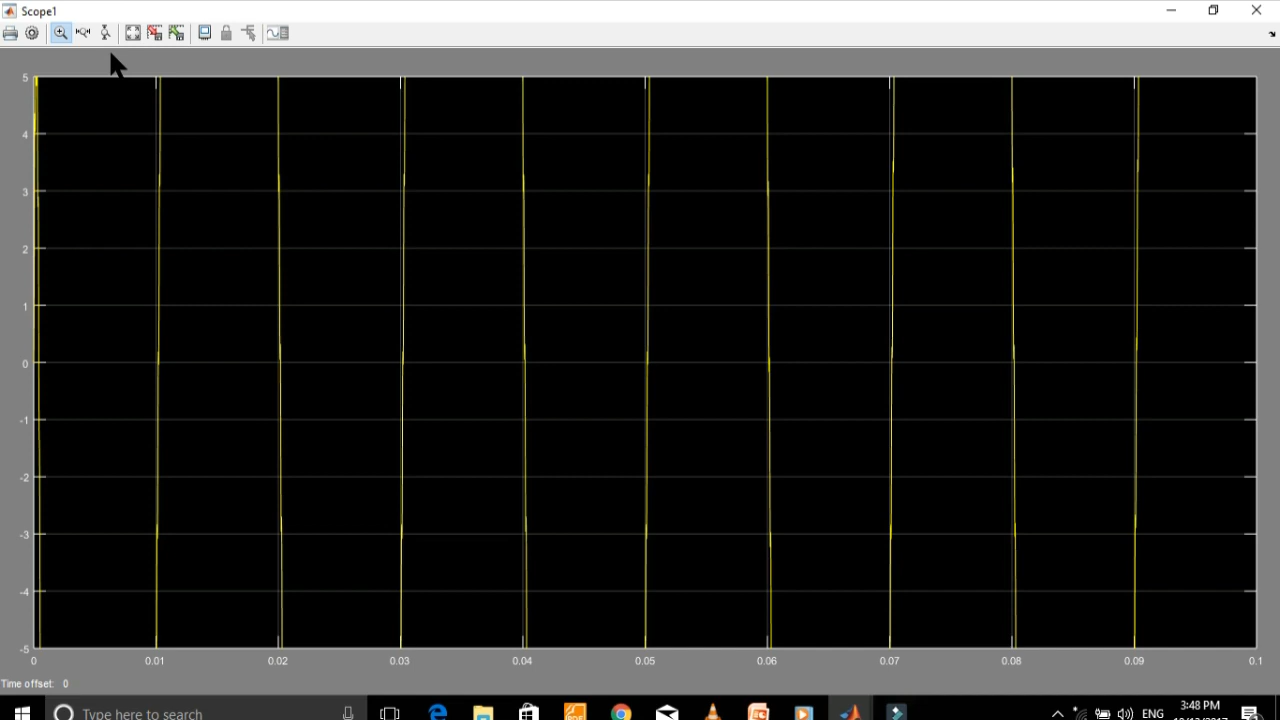 Scope1
5
4
3
2
1
0
-1
-2
-3
-4
-5
0 0.01 0.02 0.03 0.04 0.05 0.06 0.07 0.08 0.09 0.1
Time offset: 0
Type here to search
ENG
3:48 PM